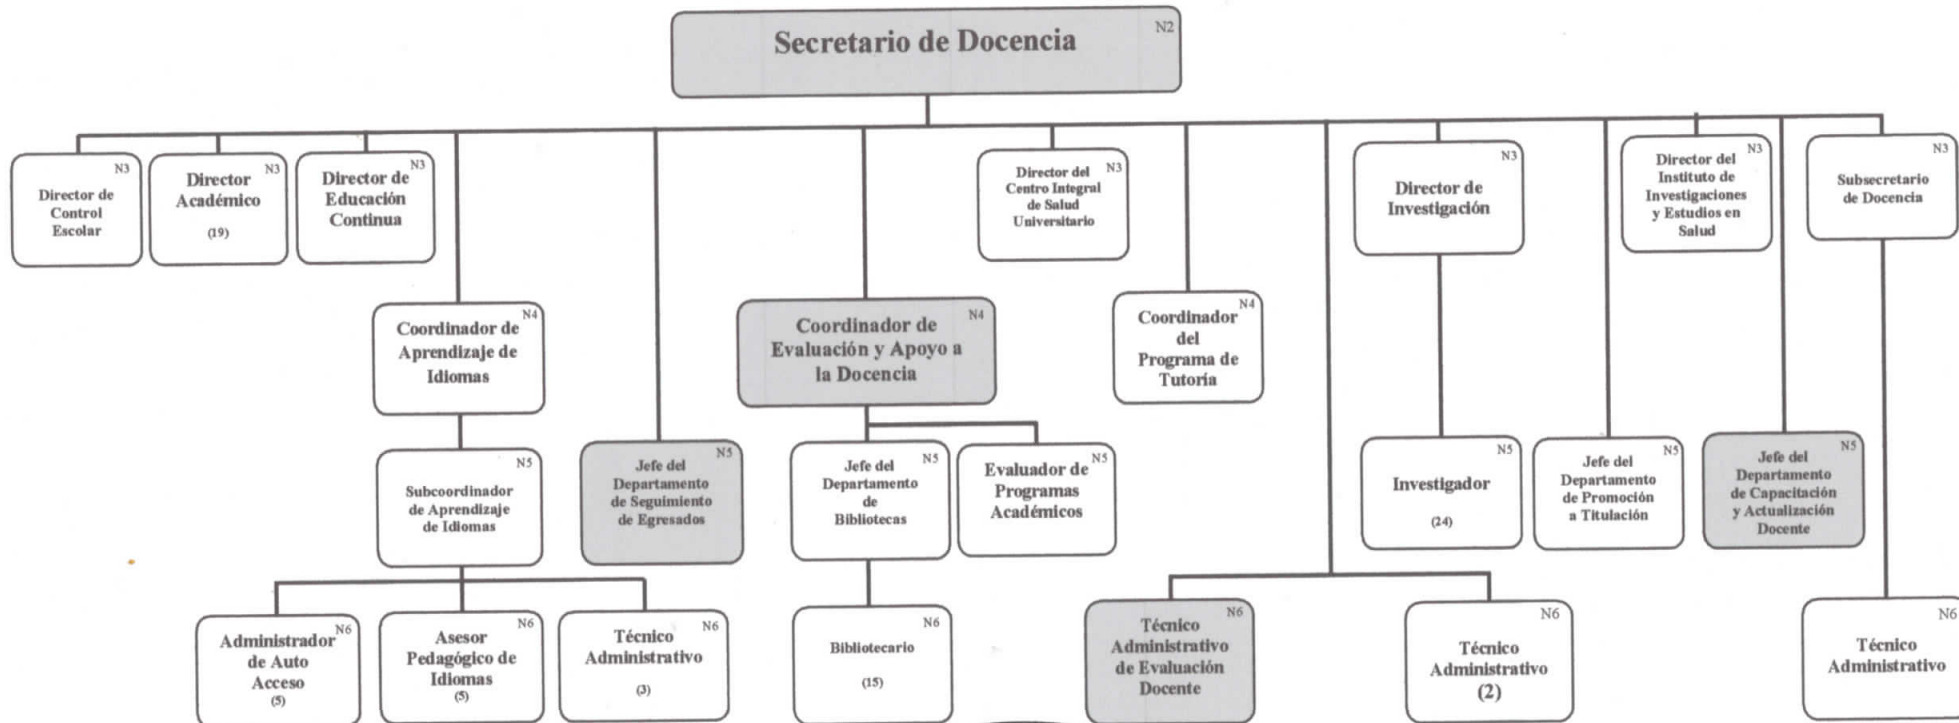 N2
Secretario de Docencia
N3
Director de
Control
Escolar
N3
Director
Académico
(19)
N3
Director de
Educación
Continua
N3
Director del
Centro Integral
de Salud
Universitario
N3
Director de
Investigación
N3
Director del
Instituto de
Investigaciones
y Estudios en
Salud
N3
Subsecretario
de Docencia
N4
Coordinador de
Aprendizaje de
Idiomas
N4
Coordinador de
Evaluación y Apoyo a
la Docencia
N4
Coordinador
del
Programa de
Tutoría
N5
Subcoordinador
de Aprendizaje
de Idiomas
N5
Jefe del
Departamento
de Seguimiento
de Egresados
N5
Jefe del
Departamento
de
Bibliotecas
N5
Evaluador de
Programas
Académicos
N5
Investigador
(24)
N5
Jefe del
Departamento
de Promoción
a Titulación
N5
Jefe del
Departamento
de Capacitación
y Actualización
Docente
N6
Administrador
de Auto
Acceso
(5)
N6
Asesor
Pedagógico de
Idiomas
(5)
N6
Técnico
Administrativo
(3)
N6
Bibliotecario
(15)
N6
Técnico
Administrativo
de Evaluación
Docente
N6
Técnico
Administrativo
(2)
N6
Técnico
Administrativo